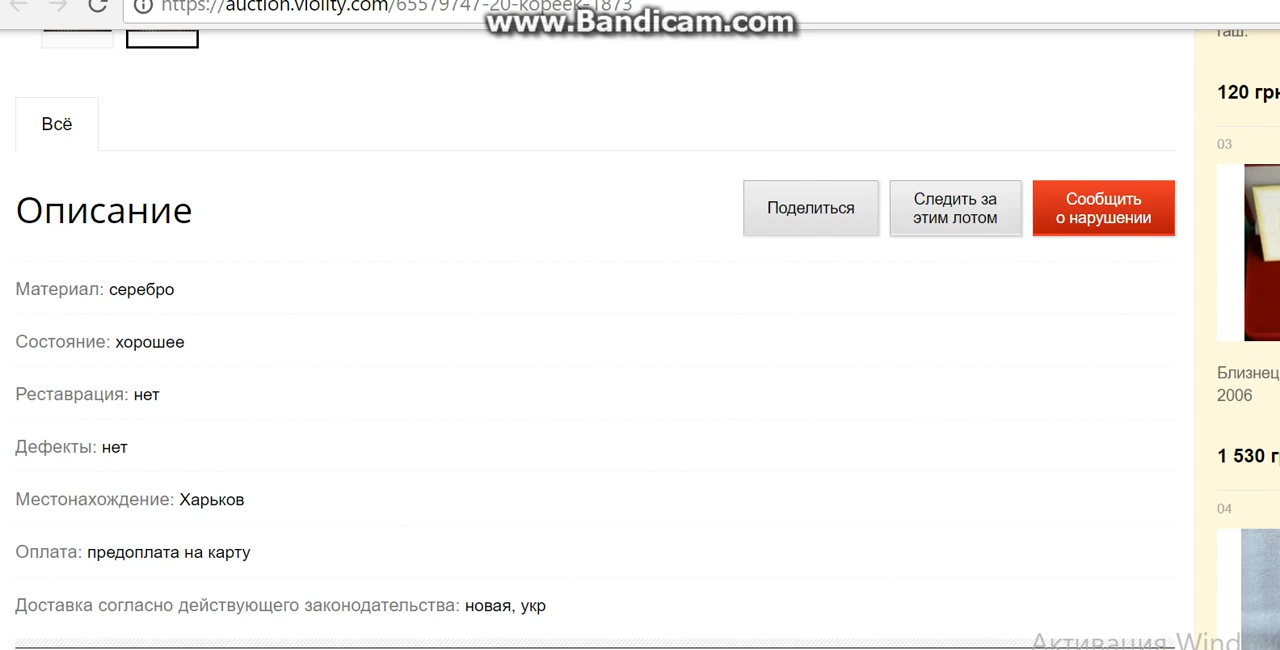 https://auction.violity.com/65579747-20-копеек-1873
www.Bandicam.com
таш.
120 грн
03
Всё
Описание
Поделиться
Следить за
этим лотом
Сообщить
о нарушении
Материал: серебро
Состояние: хорошее
Реставрация: нет
Дефекты: нет
Местонахождение: Харьков
Оплата: предоплата на карту
Доставка согласно действующего законодательства: новая, укр
Близнец
2006
1 530 г
04
Активация Wind